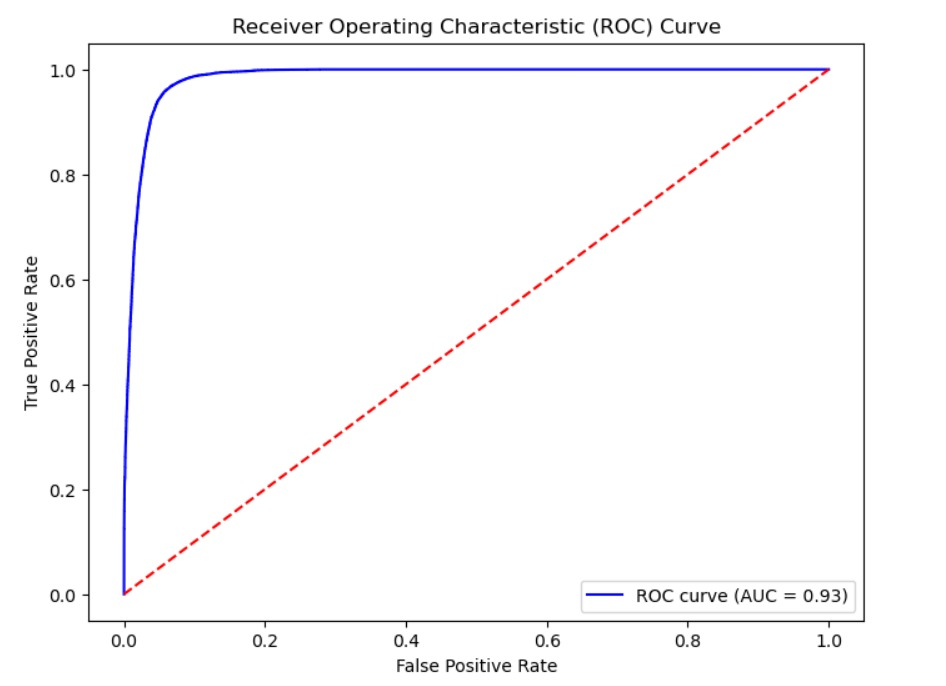 Receiver Operating Characteristic (ROC) Curve
1.0
0.8
0.6
0.4
0.2
0.0
True Positive Rate
ROC curve (AUC = 0.93)
0.0 0.2 0.4 0.6 0.8 1.0
False Positive Rate